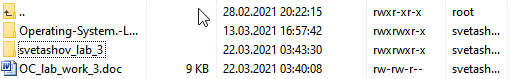 .. 28.02.2021 20:22:15 rwxr-xr-x root
Operating-System.-L... 13.03.2021 16:57:42 rwxrwxr-x svetash...
svetashov_lab_3 22.03.2021 03:43:30 rwxrwxr-x svetash...
OC_lab_work_3.doc 9 KB 22.03.2021 03:40:08 rw-rw-r-- svetash...